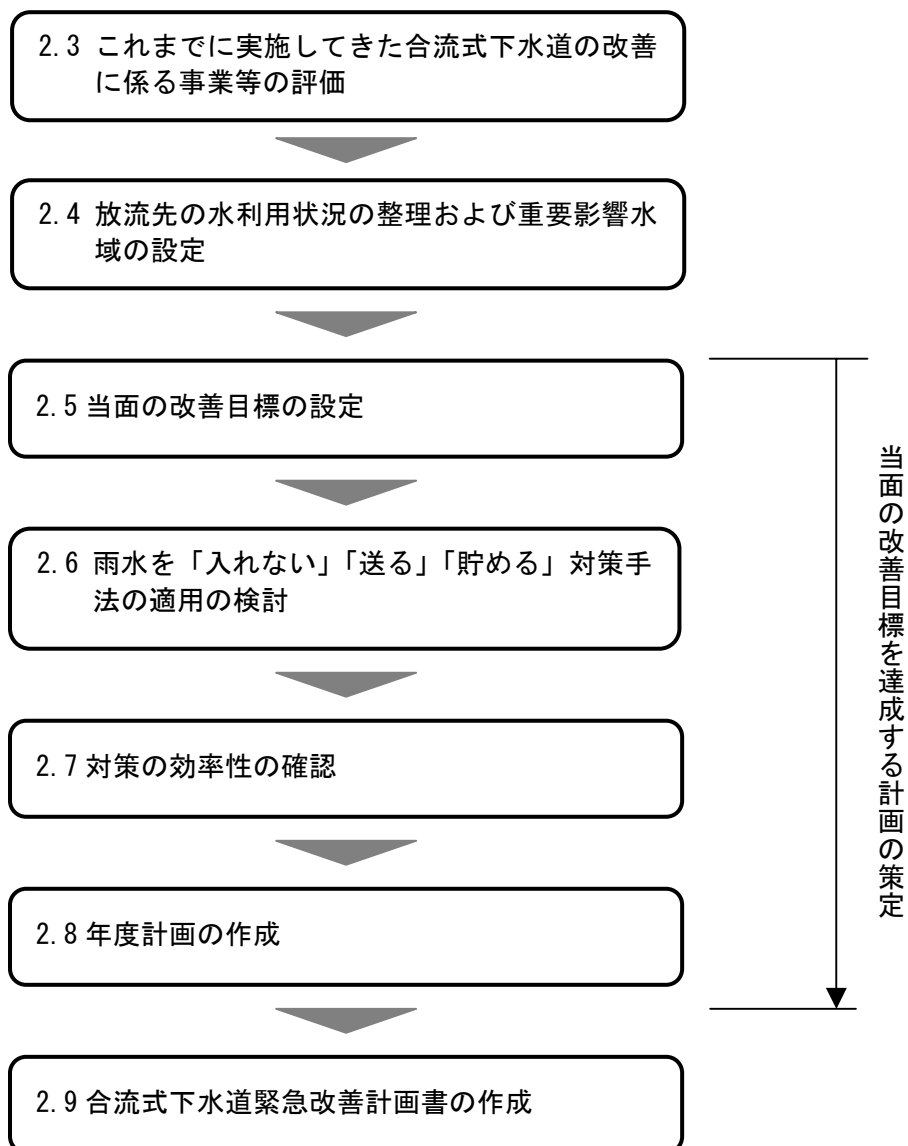 2.3 これまでに実施してきた合流式下水道の改善
に係る事業等の評価
2.4 放流先の水利用状況の整理および重要影響水
域の設定
2.5 当面の改善目標の設定
2.6 雨水を「入れない」「送る」「貯める」対策手
法の適用の検討
2.7 対策の効率性の確認
2.8 年度計画の作成
2.9 合流式下水道緊急改善計画書の作成
当面の改善目標を達成する計画の策定